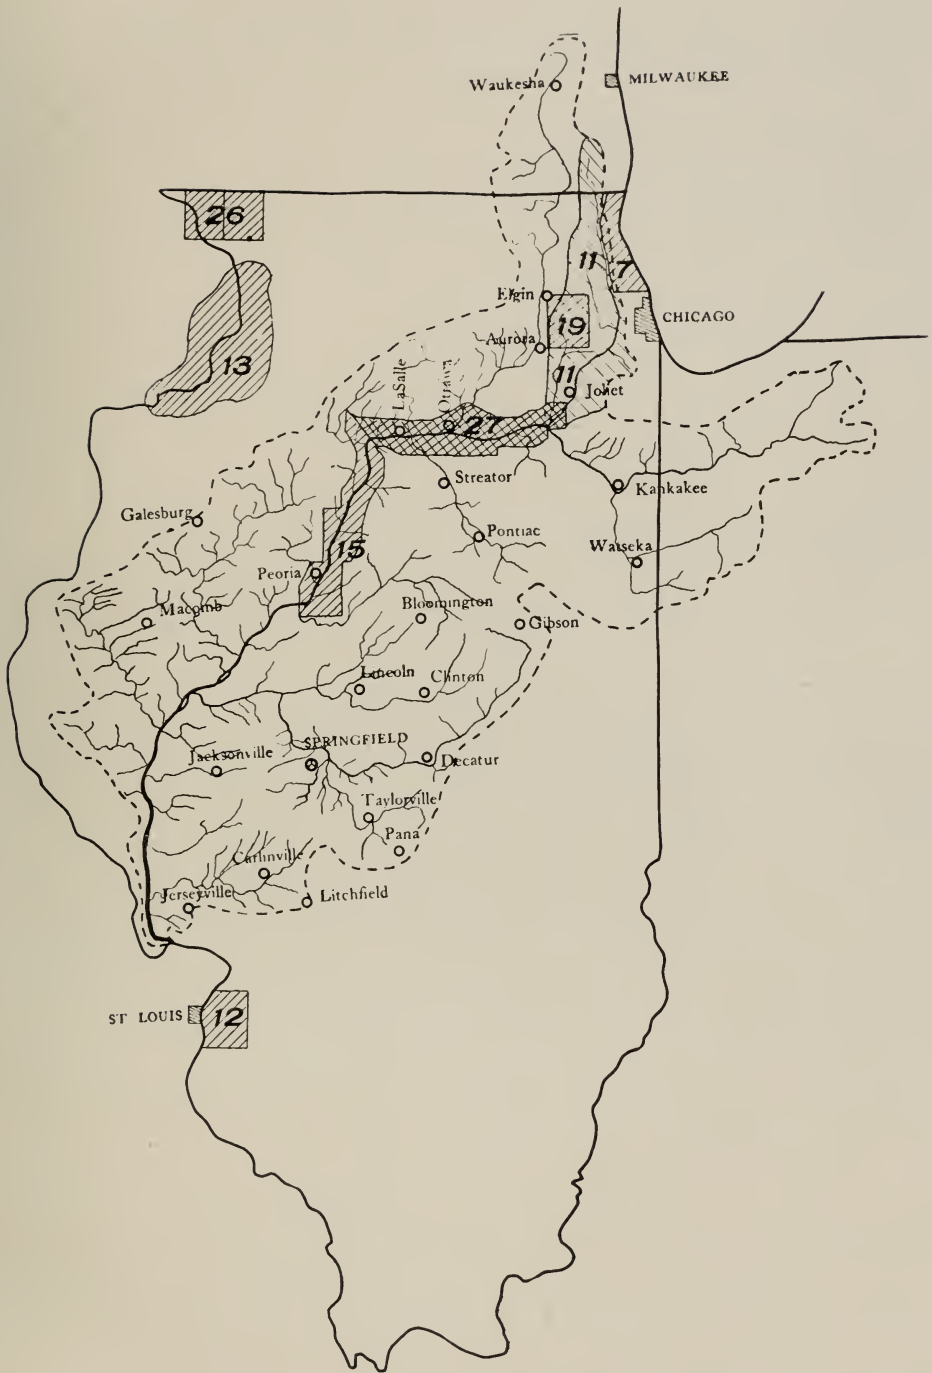 Waukesha
MILWAUKEE
26
11
7
Elgin
19
CHICAGO
13
Aurora
11
Joliet
LaSalle
Ottawa
27
Streator
Kankakee
Galesburg
Pontiac
15
Watseka
Peoria
Bloomington
Macomb
Gibson
Lincoln
Clinton
SPRINGFIELD
Jacksonville
Decatur
Taylorville
Pana
Carlinville
Jerseyville
Litchfield
ST LOUIS
12